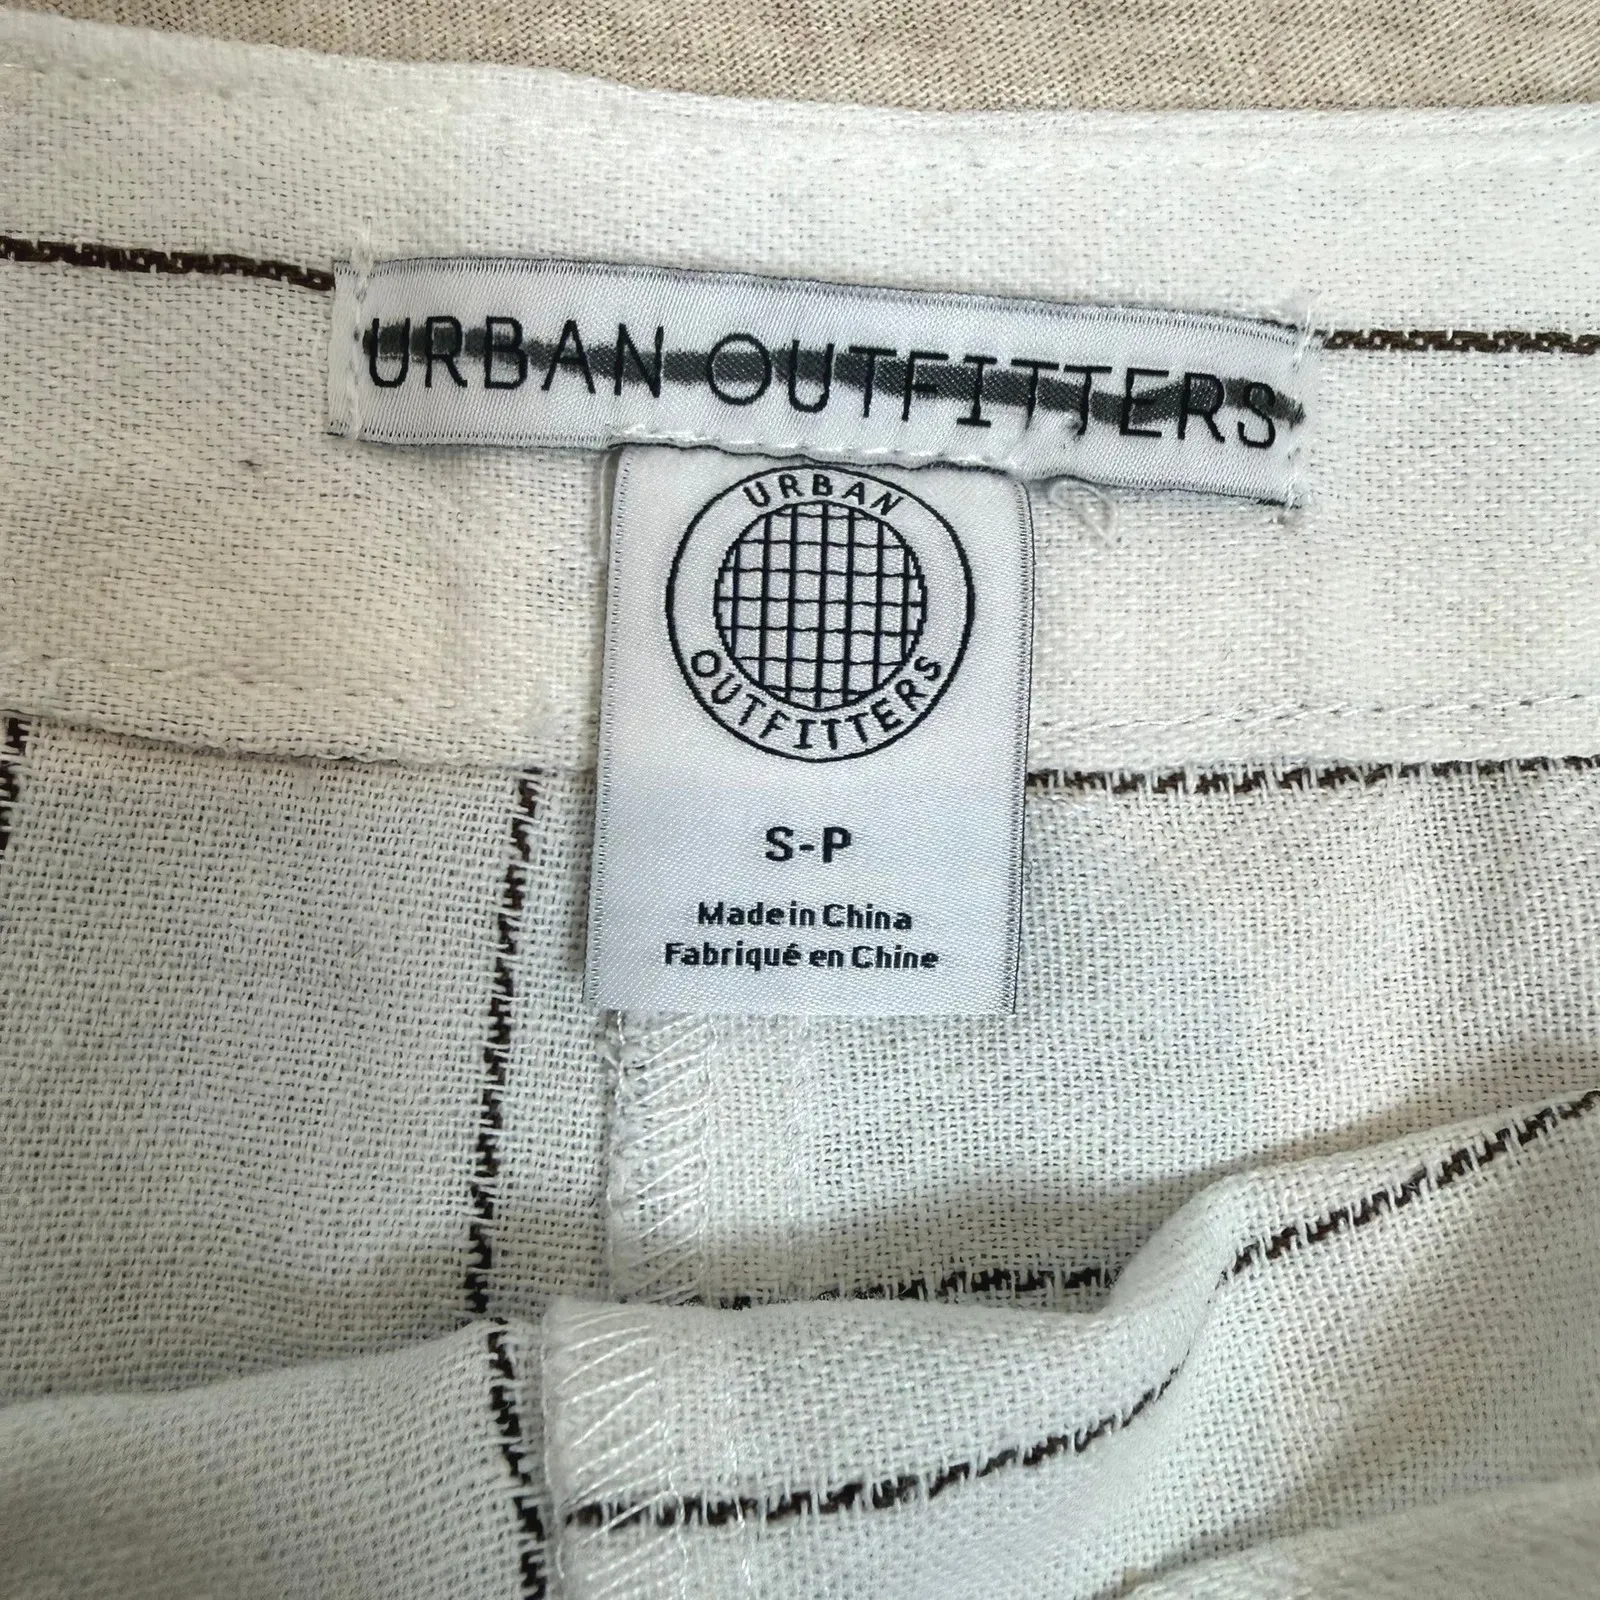 URBAN OUTFITTERS
URBAN
OUTFITTERS
S-P
Made in China
Fabriqué en Chine